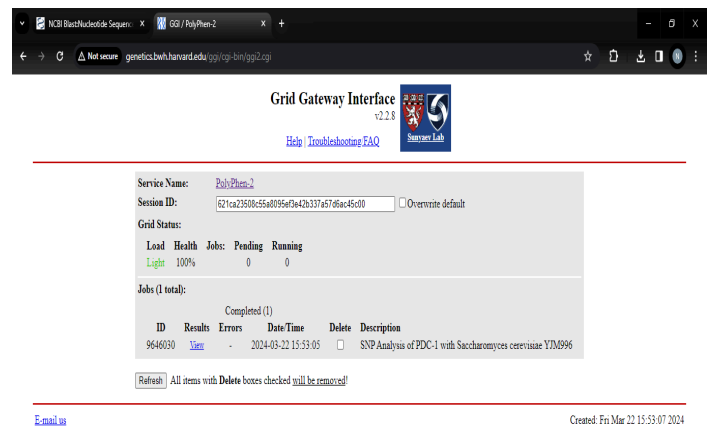 NCBI Blast:Nucleotide Sequenc
GGI / PolyPhen-2
Not secure genetics.bwh.harvard.edu/ggi/cgi-bin/ggi2.cgi
N
Grid Gateway Interface
v2.2.8
Help | Troubleshooting/FAQ
Sunyaev Lab
Service Name: PolyPhen-2
Session ID: 621ca23508c55a8095ef3e42b337a57d6ac45c00 Overwrite default
Grid Status:
Load Health Jobs: Pending Running
Light 100% 0 0
Jobs (1 total):
Completed (1)
ID Results Errors Date/Time Delete Description
9646030 View - 2024-03-22 15:53:05 SNP Analysis of PDC-1 with Saccharomyces cerevisiae YJM996
Refresh All items with Delete boxes checked will be removed!
E-mail us Created: Fri Mar 22 15:53:07 2024